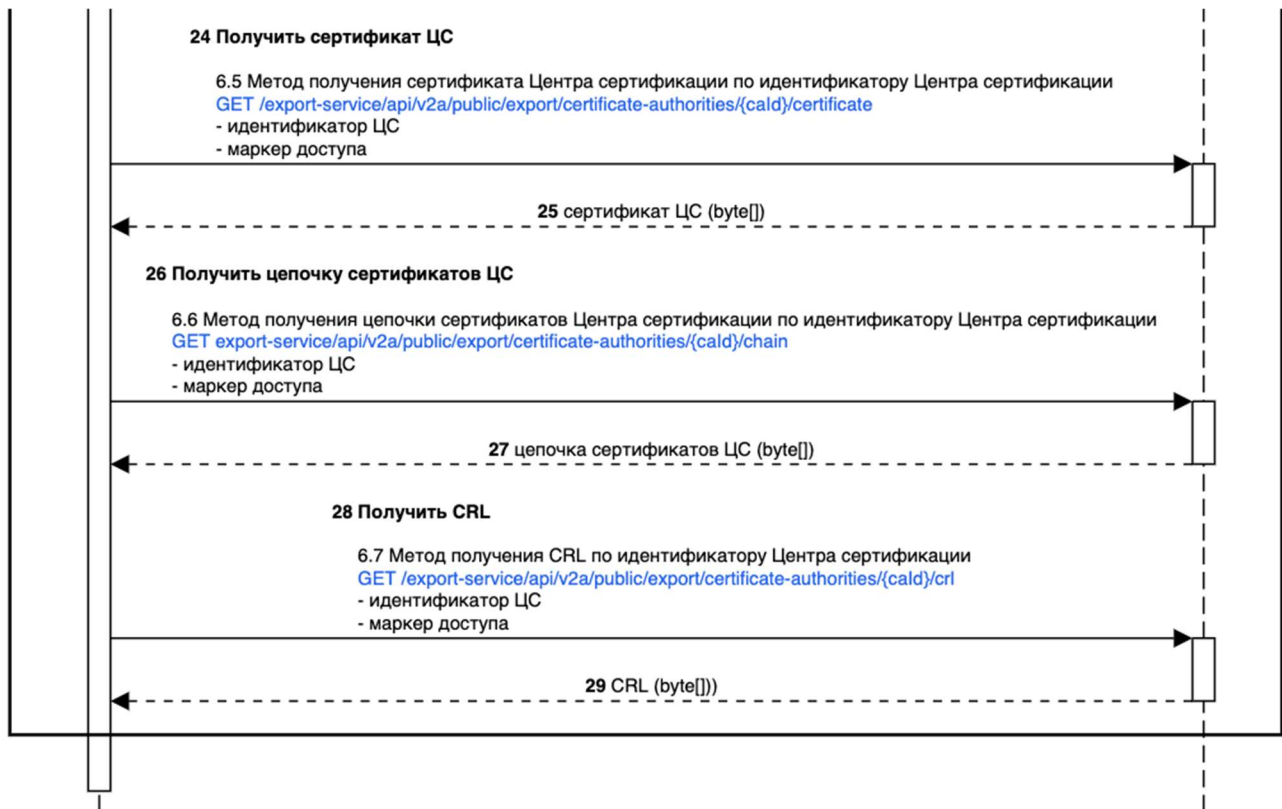 24 Получить сертификат ЦС
6.5 Метод получения сертификата Центра сертификации по идентификатору Центра сертификации
GET /export-service/api/v2a/public/export/certificate-authorities/{caId}/certificate
- идентификатор ЦС
- маркер доступа
25 сертификат ЦС (byte[])
26 Получить цепочку сертификатов ЦС
6.6 Метод получения цепочки сертификатов Центра сертификации по идентификатору Центра сертификации
GET export-service/api/v2a/public/export/certificate-authorities/{caId}/chain
- идентификатор ЦС
- маркер доступа
27 цепочка сертификатов ЦС (byte[])
28 Получить CRL
6.7 Метод получения CRL по идентификатору Центра сертификации
GET /export-service/api/v2a/public/export/certificate-authorities/{caId}/crl
- идентификатор ЦС
- маркер доступа
29 CRL (byte[]))